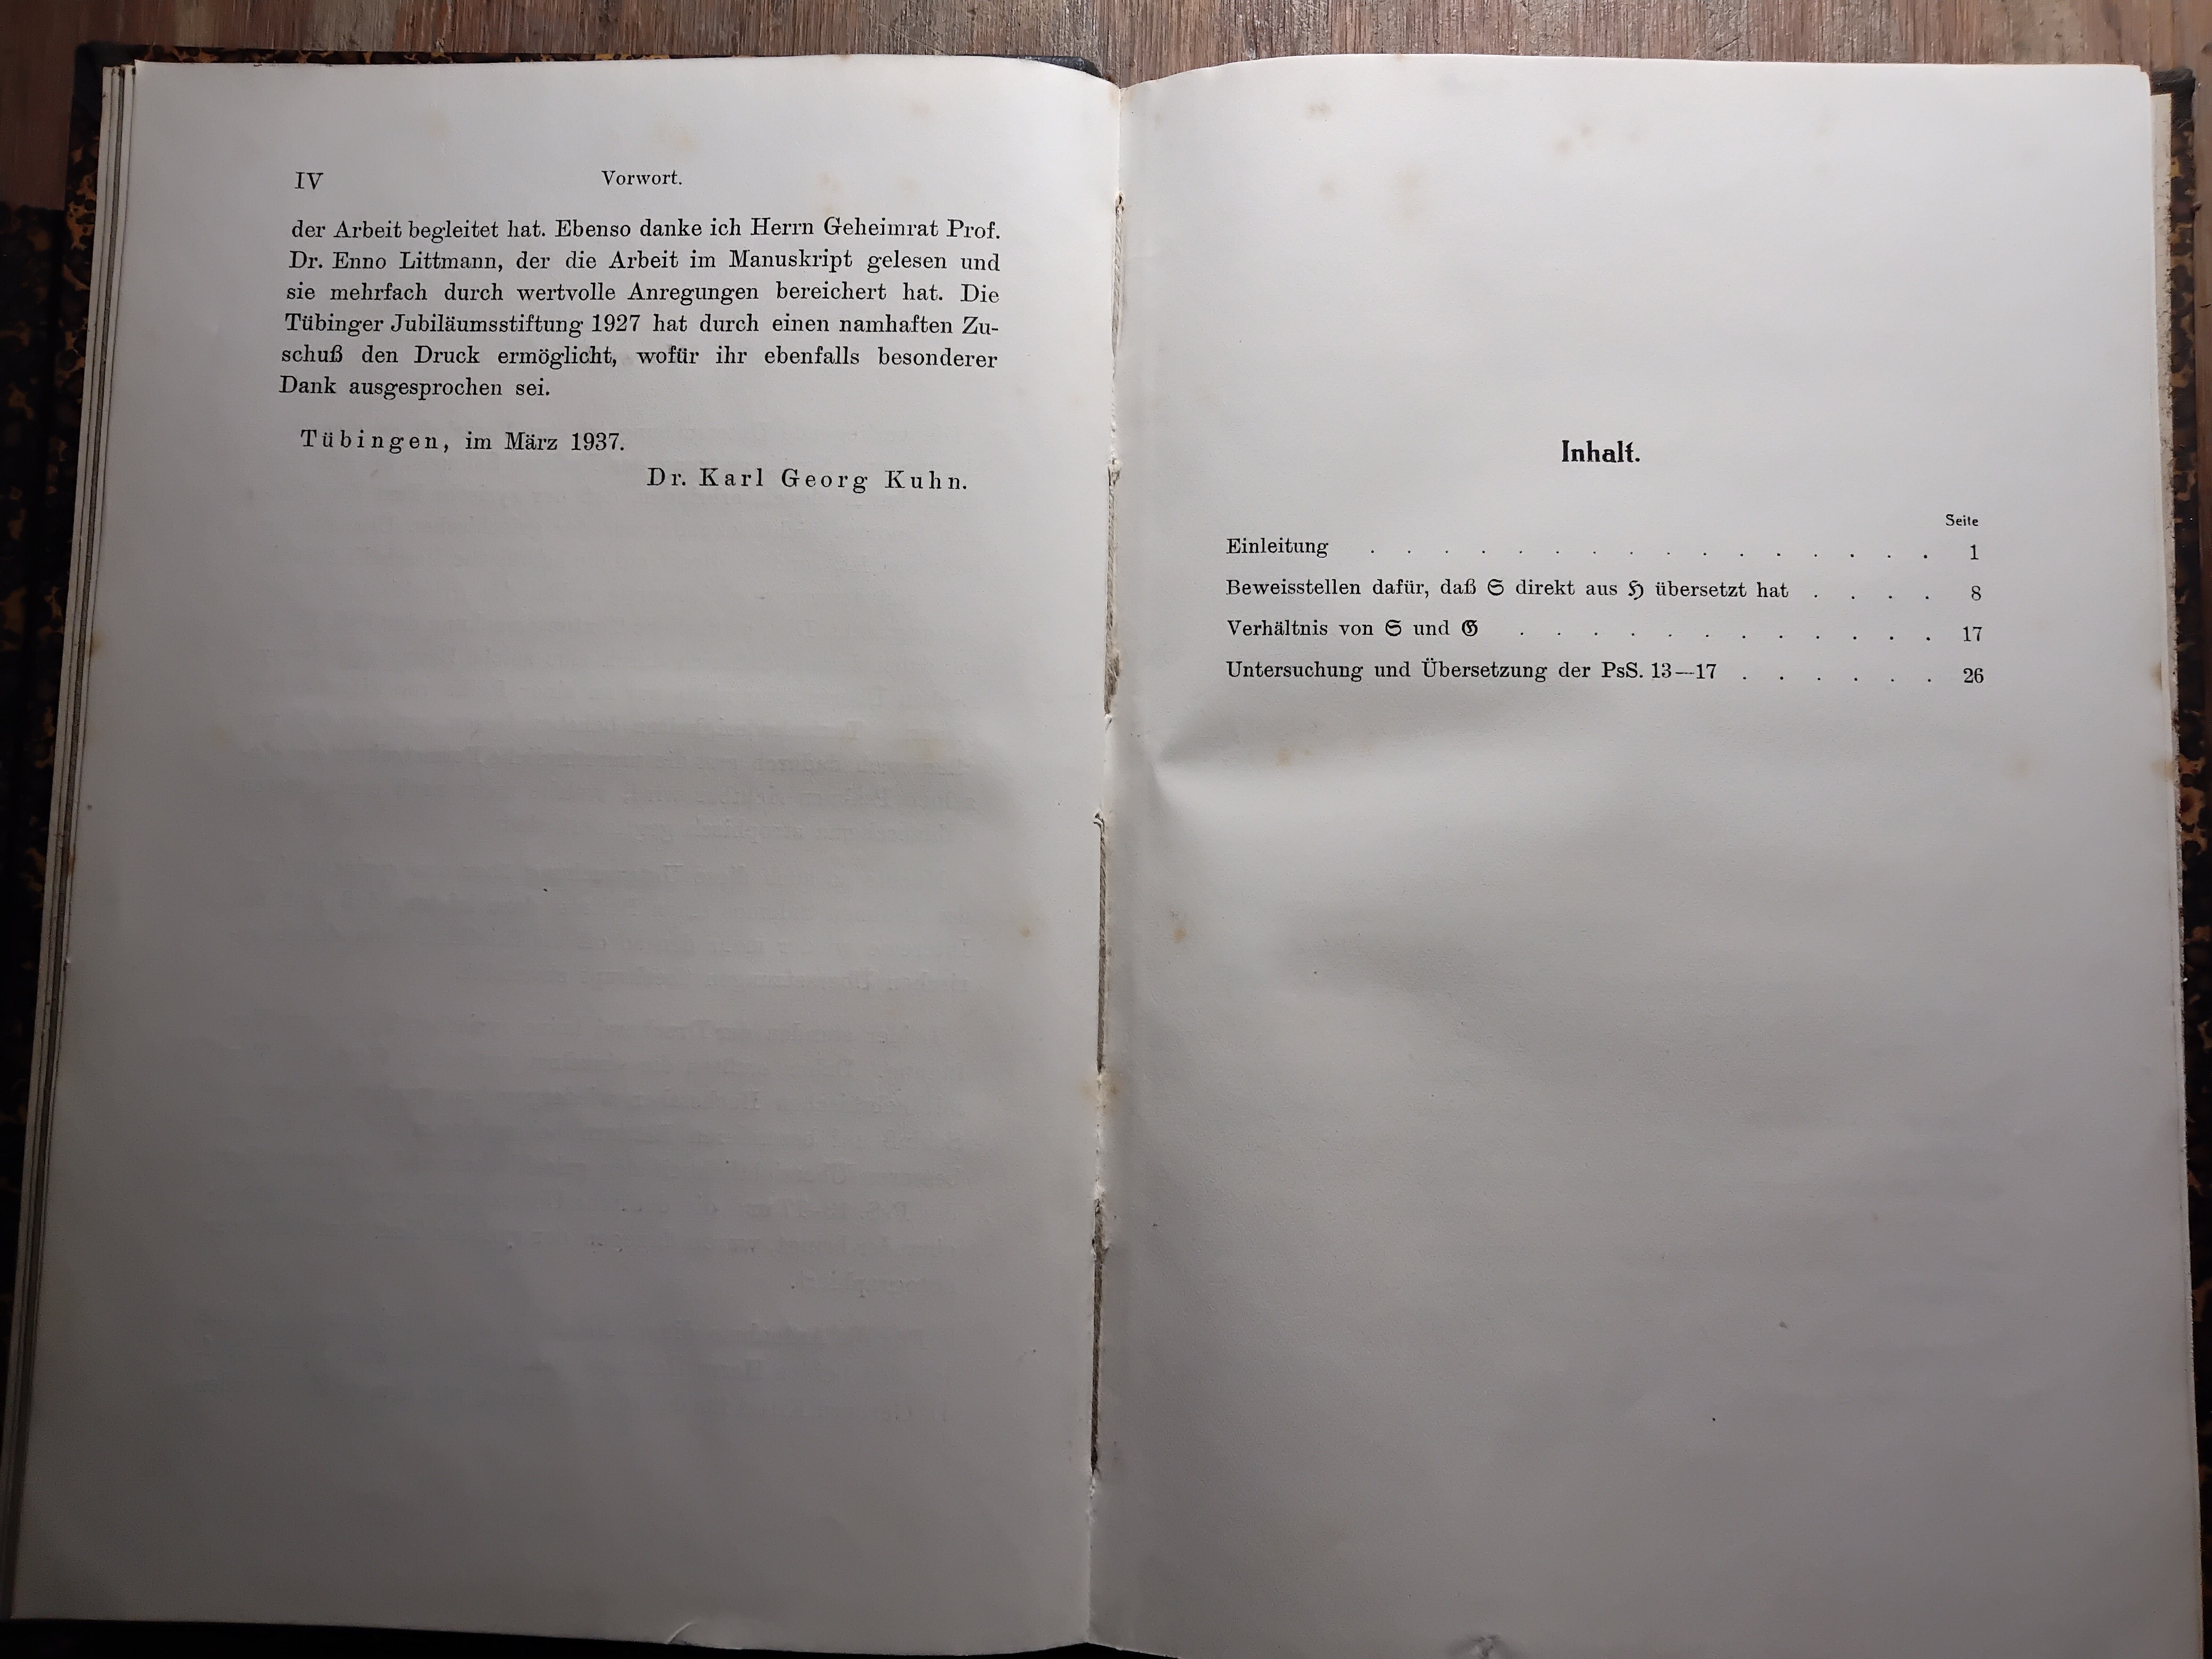 IV Vorwort.
der Arbeit begleitet hat. Ebenso danke ich Herrn Geheimrat Prof.
Dr. Enno Littmann, der die Arbeit im Manuskript gelesen und
sie mehrfach durch wertvolle Anregungen bereichert hat. Die
Tübinger Jubiläumsstiftung 1927 hat durch einen namhaften Zu-
schuß den Druck ermöglicht, wofür ihr ebenfalls besonderer
Dank ausgesprochen sei.
Tübingen, im März 1937.
Dr. Karl Georg Kuhn.
Inhalt.
Seite
Einleitung . . . . . . . . . . . . . . . . 1
Beweisstellen dafür, daß 𝔖 direkt aus ℌ übersetzt hat . . . . 8
Verhältnis von 𝔖 und 𝔊 . . . . . . . . . . . . 17
Untersuchung und Übersetzung der PsS. 13—17 . . . . . . 26